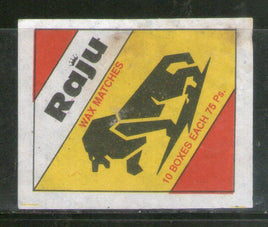 Raju
WAX MATCHES
10 BOXES EACH 75 Ps.